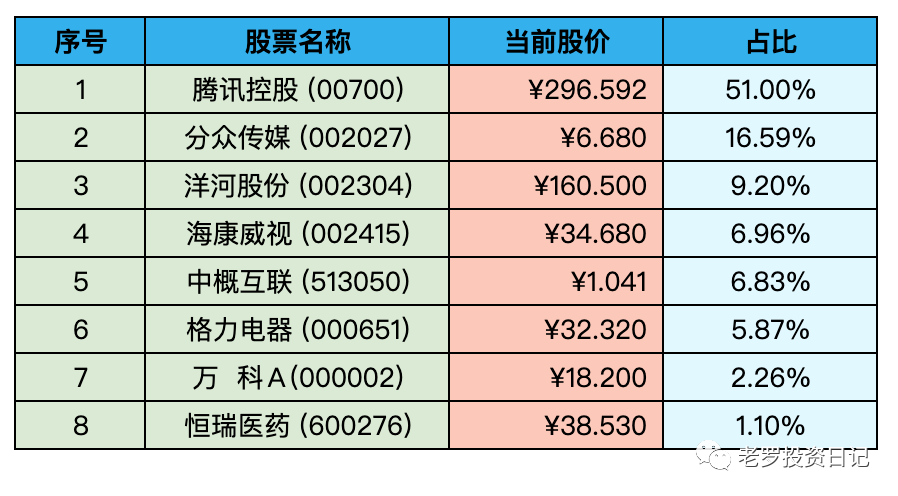 序号 股票名称 当前股价 占比
1 腾讯控股 (00700) ¥296.592 51.00%
2 分众传媒 (002027) ¥6.680 16.59%
3 洋河股份 (002304) ¥160.500 9.20%
4 海康威视 (002415) ¥34.680 6.96%
5 中概互联 (513050) ¥1.041 6.83%
6 格力电器 (000651) ¥32.320 5.87%
7 万 科A(000002) ¥18.200 2.26%
8 恒瑞医药 (600276) ¥38.530 1.10%
老罗投资日记